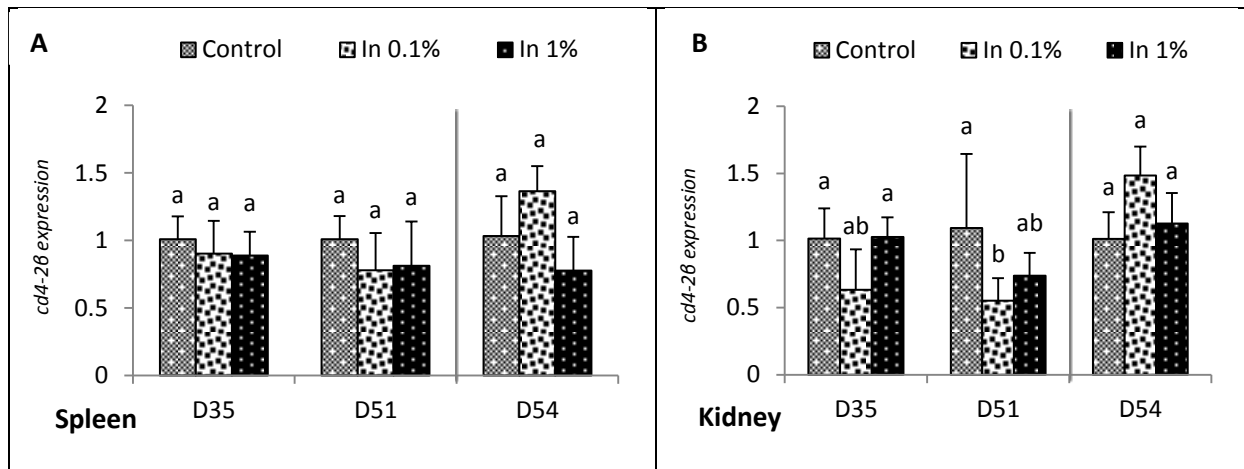 A
Control In 0.1% In 1%
2
1.5
1
0.5
0
cd4-2β expression
a a a a a a a a a
D35 D51 D54
Spleen
B
Control In 0.1% In 1%
2
1.5
1
0.5
0
cd4-2β expression
a ab a a b ab a a a
D35 D51 D54
Kidney